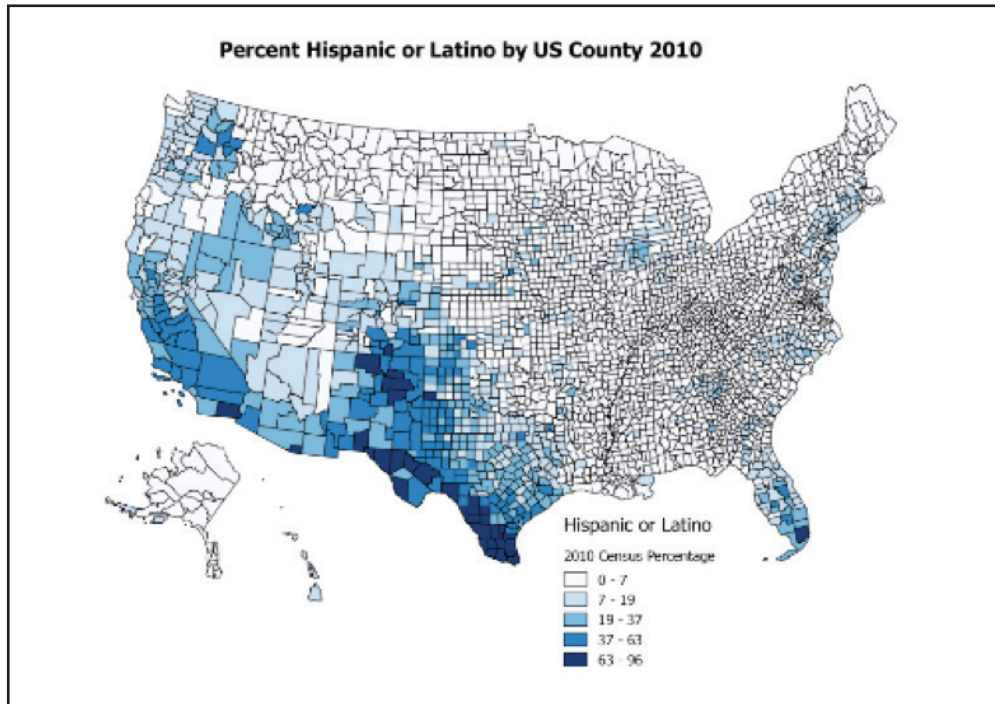 Percent Hispanic or Latino by US County 2010
Hispanic or Latino
2010 Census Percentage
0 - 7
7 - 19
19 - 37
37 - 63
63 - 96